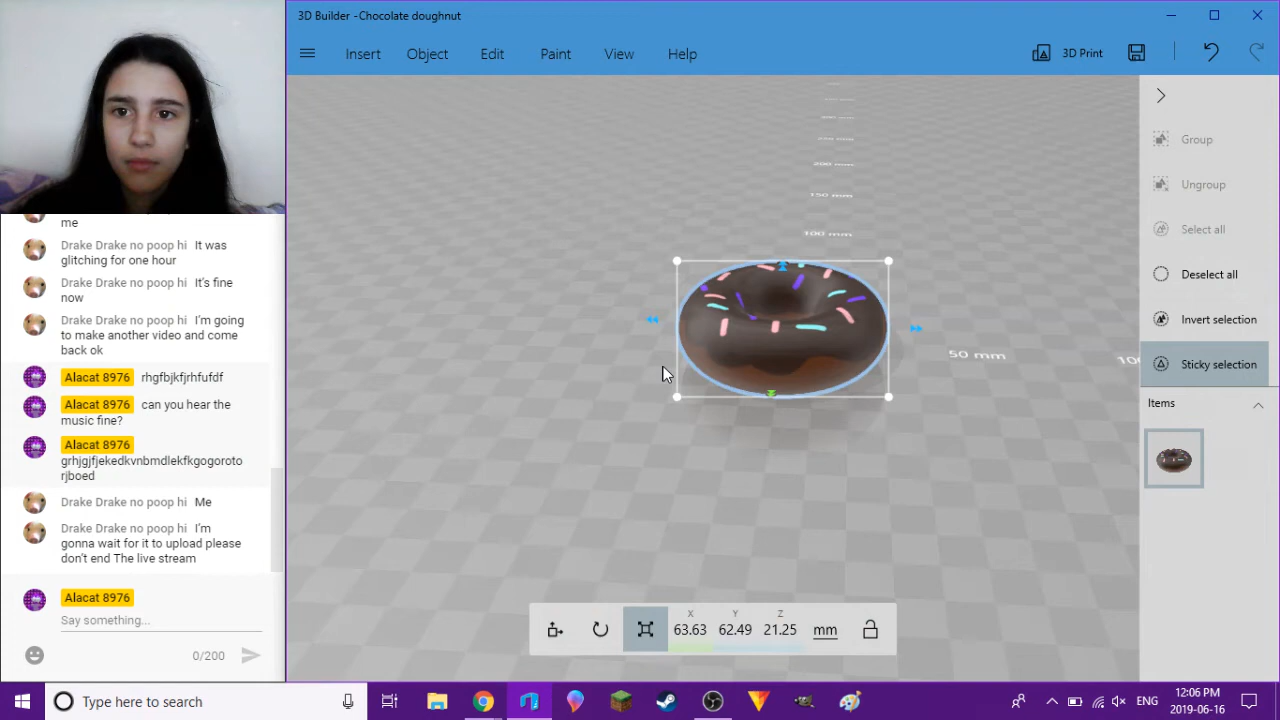 3D Builder -Chocolate doughnut
Insert Object Edit Paint View Help
3D Print
Group
Ungroup
Select all
Deselect all
Invert selection
Sticky selection
Items
200 mm
150 mm
100 mm
50 mm
me
Drake Drake no poop hi It was
glitching for one hour
Drake Drake no poop hi It's fine
now
Drake Drake no poop hi I'm going
to make another video and come
back ok
Alacat 8976 rhgfbjkfjrhfufdf
Alacat 8976 can you hear the
music fine?
Alacat 8976
grhjgjfjekedkvnbmdlekfkgogoroto
rjboed
Drake Drake no poop hi Me
Drake Drake no poop hi I'm
gonna wait for it to upload please
don't end The live stream
Alacat 8976
Say something...
0/200
X Y Z
63.63 62.49 21.25 mm
Type here to search
ENG
12:06 PM
2019-06-16